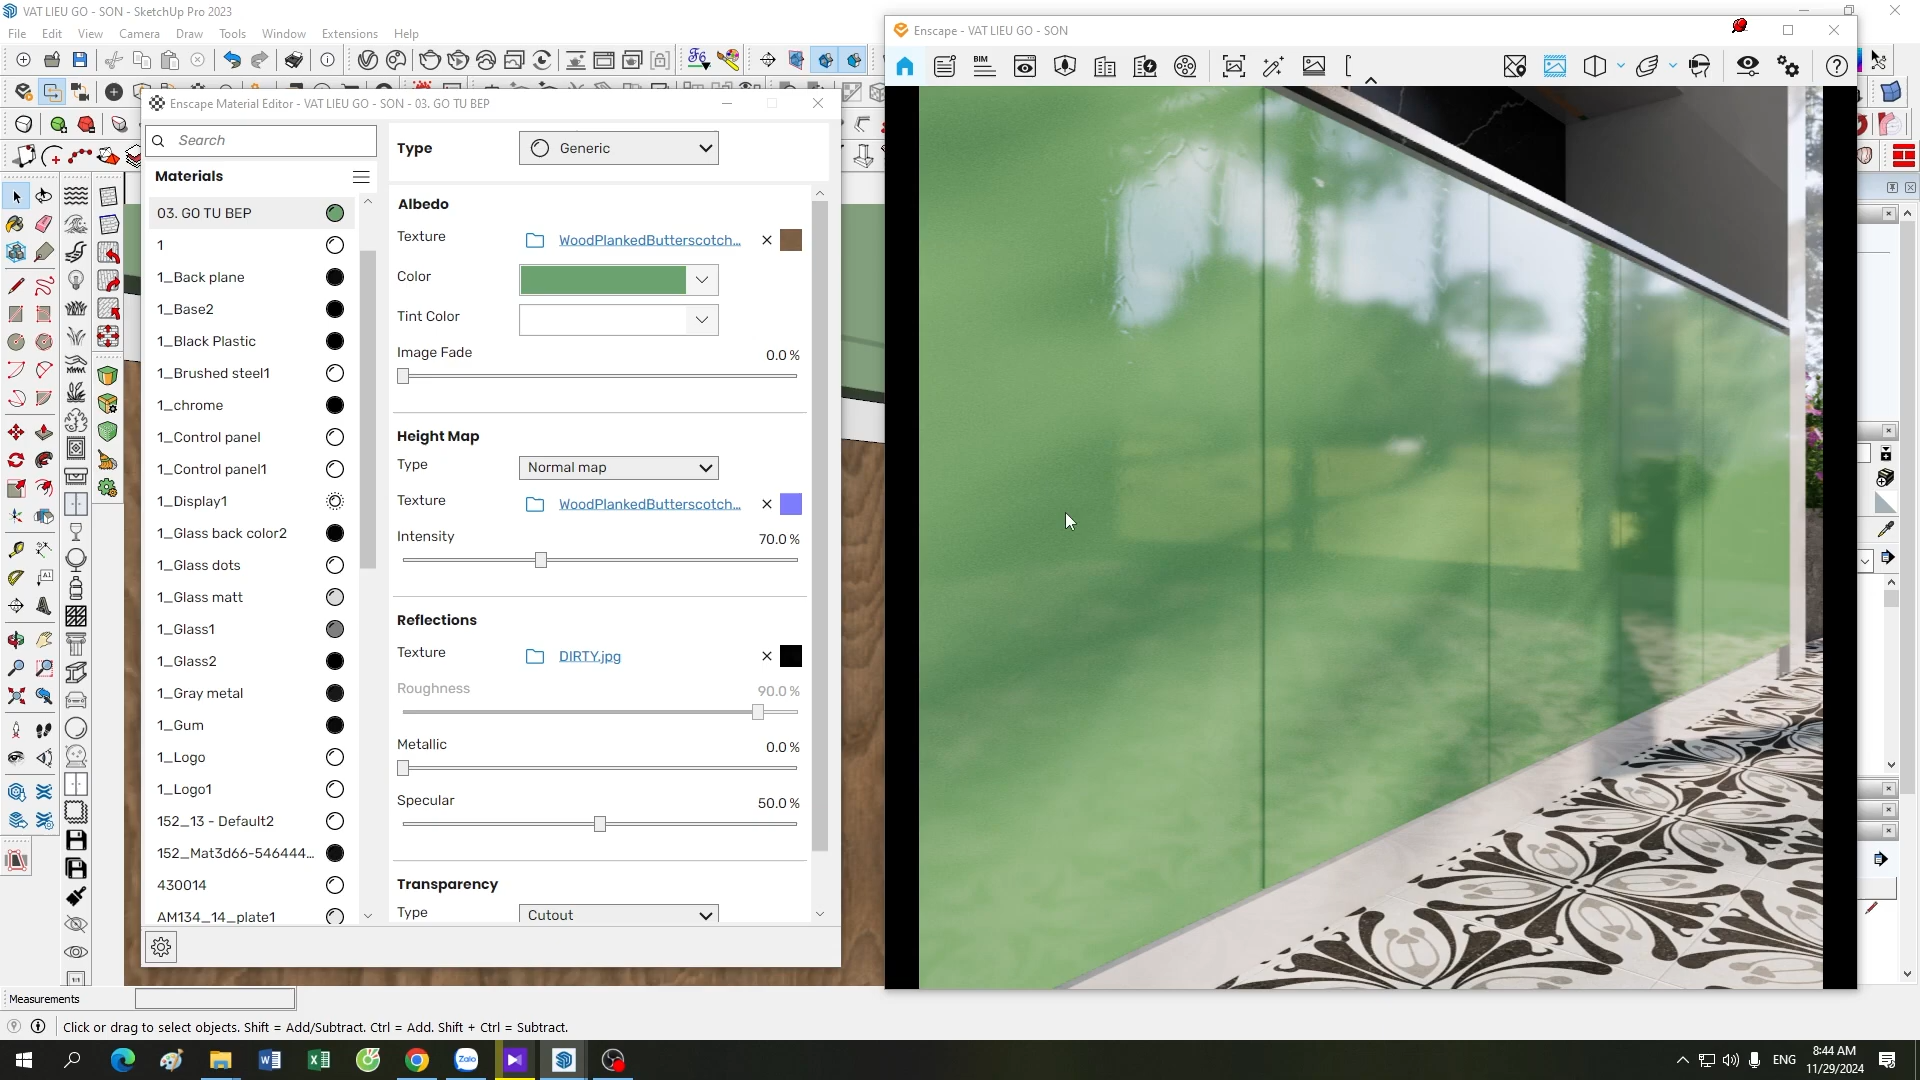 VAT LIEU GO - SON - SketchUp Pro 2023
File Edit View Camera Draw Tools Window Extensions Help
Enscape - VAT LIEU GO - SON
BIM
Enscape Material Editor - VAT LIEU GO - SON - 03. GO TU BEP
Search
Materials
03. GO TU BEP
1
1_Back plane
1_Base2
1_Black Plastic
1_Brushed steel1
1_chrome
1_Control panel
1_Control panel1
1_Display1
1_Glass back color2
1_Glass dots
1_Glass matt
1_Glass1
1_Glass2
1_Gray metal
1_Gum
1_Logo
1_Logo1
152_13 - Default2
152_Mat3d66-546444...
430014
AM134_14_plate1
Type Generic
Albedo
Texture WoodPlankedButterscotch...
Color
Tint Color
Image Fade 0.0 %
Height Map
Type Normal map
Texture WoodPlankedButterscotch...
Intensity 70.0 %
Reflections
Texture DIRTY.jpg
Roughness 90.0 %
Metallic 0.0 %
Specular 50.0 %
Transparency
Type Cutout
Measurements
Click or drag to select objects. Shift = Add/Subtract. Ctrl = Add. Shift + Ctrl = Subtract.
Zalo
ENG
8:44 AM
11/29/2024